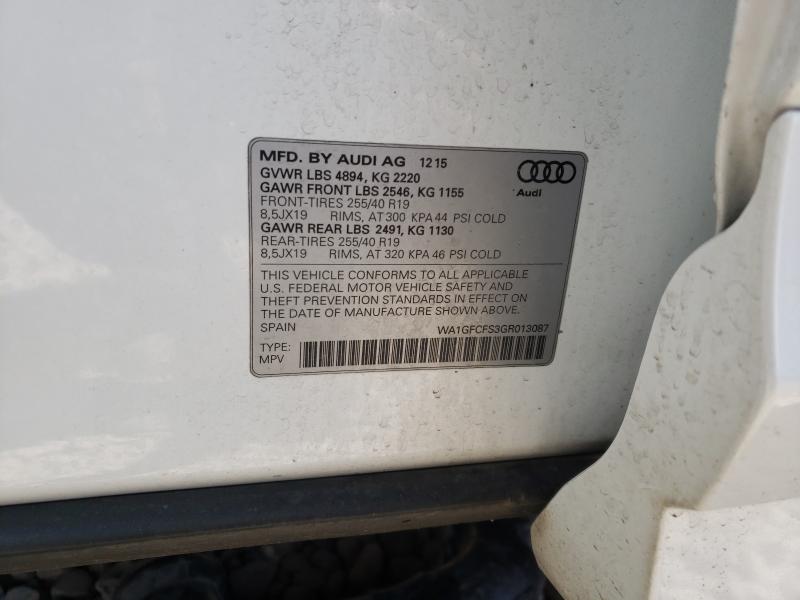 MFD. BY AUDI AG 12 15
GVWR LBS 4894, KG 2220
GAWR FRONT LBS 2546, KG 1155
FRONT-TIRES 255/40 R19
8,5JX19 RIMS, AT 300 KPA 44 PSI COLD
GAWR REAR LBS 2491, KG 1130
REAR-TIRES 255/40 R19
8,5JX19 RIMS, AT 320 KPA 46 PSI COLD
Audi
THIS VEHICLE CONFORMS TO ALL APPLICABLE
U.S. FEDERAL MOTOR VEHICLE SAFETY AND
THEFT PREVENTION STANDARDS IN EFFECT ON
THE DATE OF MANUFACTURE SHOWN ABOVE.
SPAIN WA1GFCFS3GR013087
TYPE:
MPV